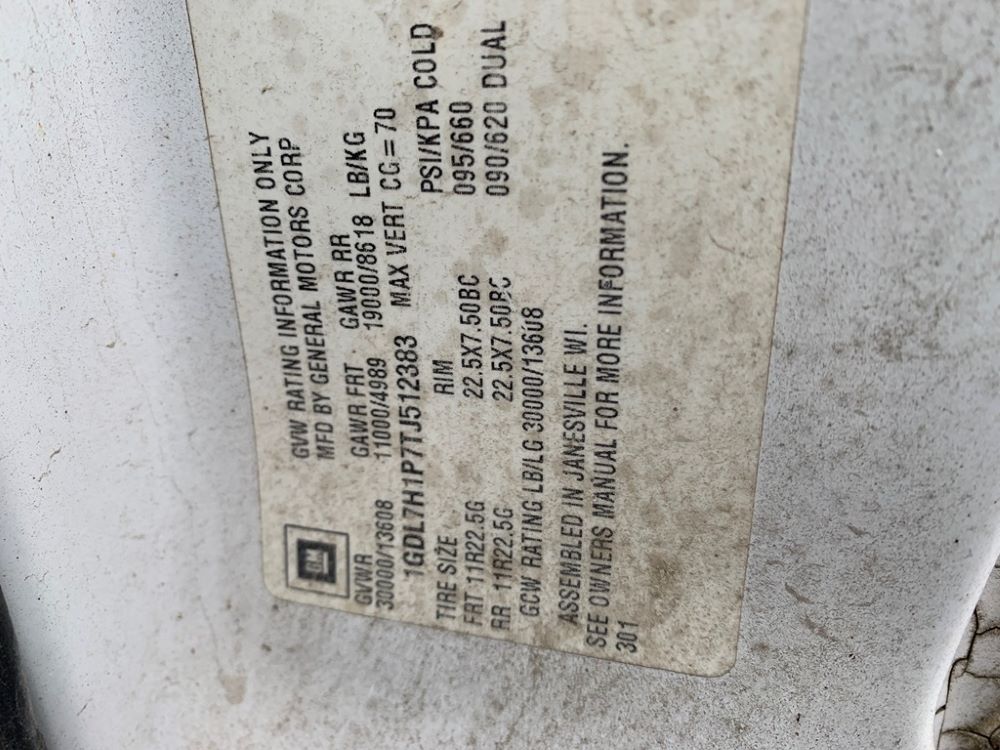 GM
GVW RATING INFORMATION ONLY
MFD BY GENERAL MOTORS CORP
GVWR GAWR FRT GAWR RR
30000/13608 11000/4989 19000/8618 LB/KG
1GDL7H1P7TJ512383 MAX VERT CG = 70
TIRE SIZE RIM PSI/KPA COLD
FRT 11R22.5G 22.5X7.50BC 095/660
RR 11R22.5G 22.5X7.50BC 090/620 DUAL
GCW RATING LB/LG 30000/13608
ASSEMBLED IN JANESVILLE WI.
SEE OWNERS MANUAL FOR MORE INFORMATION.
301